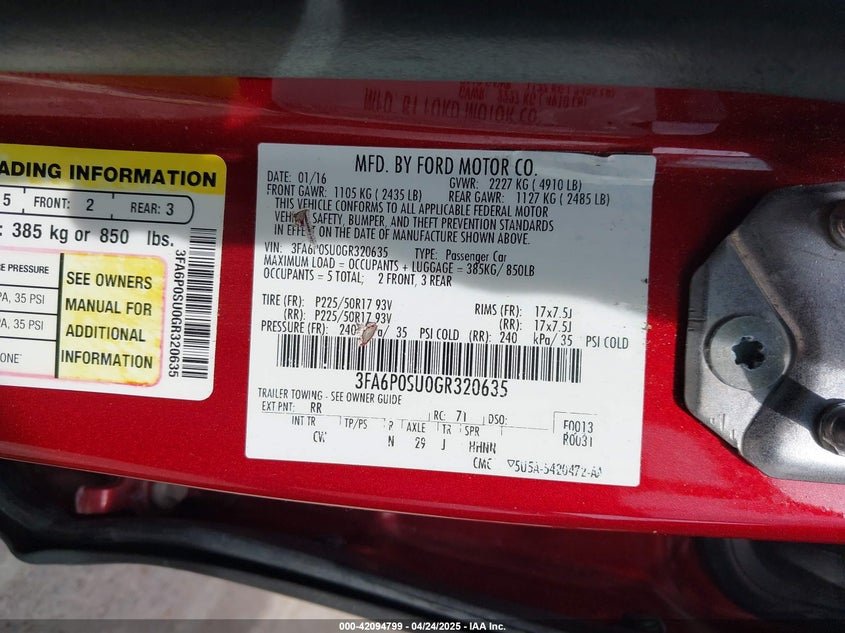 ADING INFORMATION
5 FRONT: 2 REAR: 3
: 385 kg or 850 lbs.
E PRESSURE
PA, 35 PSI
PA, 35 PSI
ONE
SEE OWNERS
MANUAL FOR
ADDITIONAL
INFORMATION
3FA6P0SU0GR320635
MFD. BY FORD MOTOR CO.
DATE: 01/16 GVWR: 2227 KG ( 4910 LB)
FRONT GAWR: 1105 KG ( 2435 LB) REAR GAWR: 1127 KG ( 2485 LB)
THIS VEHICLE CONFORMS TO ALL APPLICABLE FEDERAL MOTOR
VEHICLE SAFETY, BUMPER, AND THEFT PREVENTION STANDARDS
IN EFFECT ON THE DATE OF MANUFACTURE SHOWN ABOVE.
VIN: 3FA6P0SU0GR320635 TYPE: Passenger Car
MAXIMUM LOAD = OCCUPANTS + LUGGAGE = 385KG/ 850LB
OCCUPANTS = 5 TOTAL; 2 FRONT, 3 REAR
TIRE (FR): P225/50R17 93V RIMS (FR): 17x7.5J
(RR): P225/50R17 93V (RR): 17x7.5J
PRESSURE (FR): 240 kPa/ 35 PSI COLD (RR): 240 kPa/ 35 PSI COLD
3FA6P0SU0GR320635
TRAILER TOWING - SEE OWNER GUIDE
EXT PNT: RR RC: 71 DSO: F0013
INT TR TP/PS R AXLE TR SPR R0031
CW N 29 J HHNN
CMC
000-42094799 - 04/24/2025 - IAA Inc.